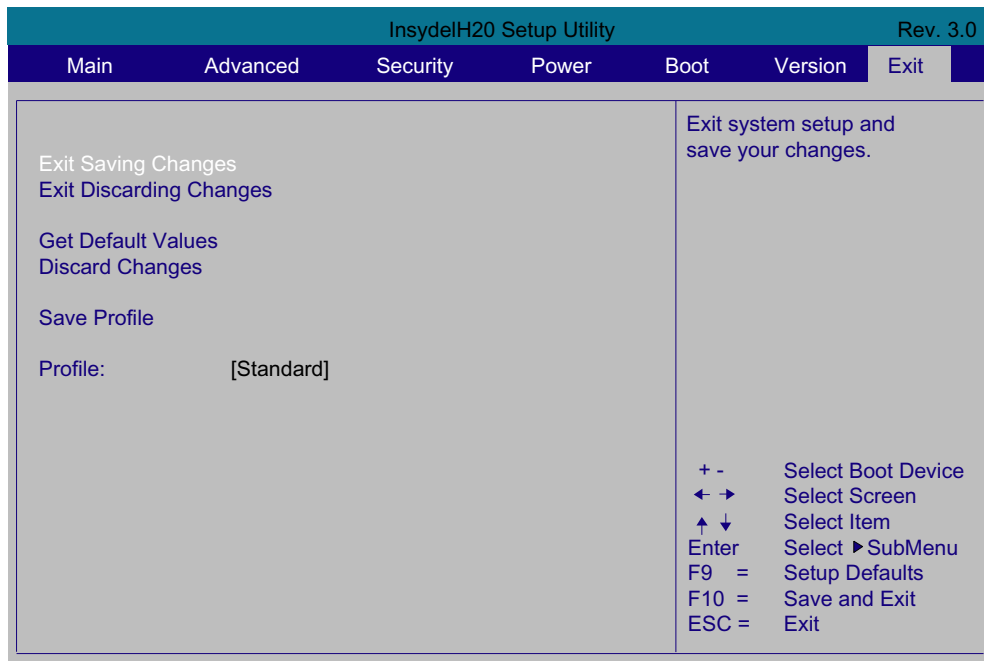 InsydelH20 Setup Utility Rev. 3.0
Main Advanced Security Power Boot Version Exit
Exit Saving Changes
Exit Discarding Changes
Get Default Values
Discard Changes
Save Profile
Profile: [Standard]
Exit system setup and
save your changes.
+ - Select Boot Device
← → Select Screen
↑ ↓ Select Item
Enter Select ▶ SubMenu
F9 = Setup Defaults
F10 = Save and Exit
ESC = Exit